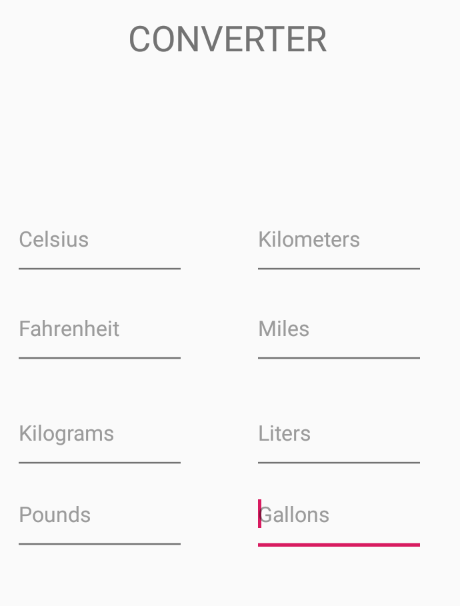 CONVERTER
Celsius
Kilometers
Fahrenheit
Miles
Kilograms
Liters
Pounds
Gallons